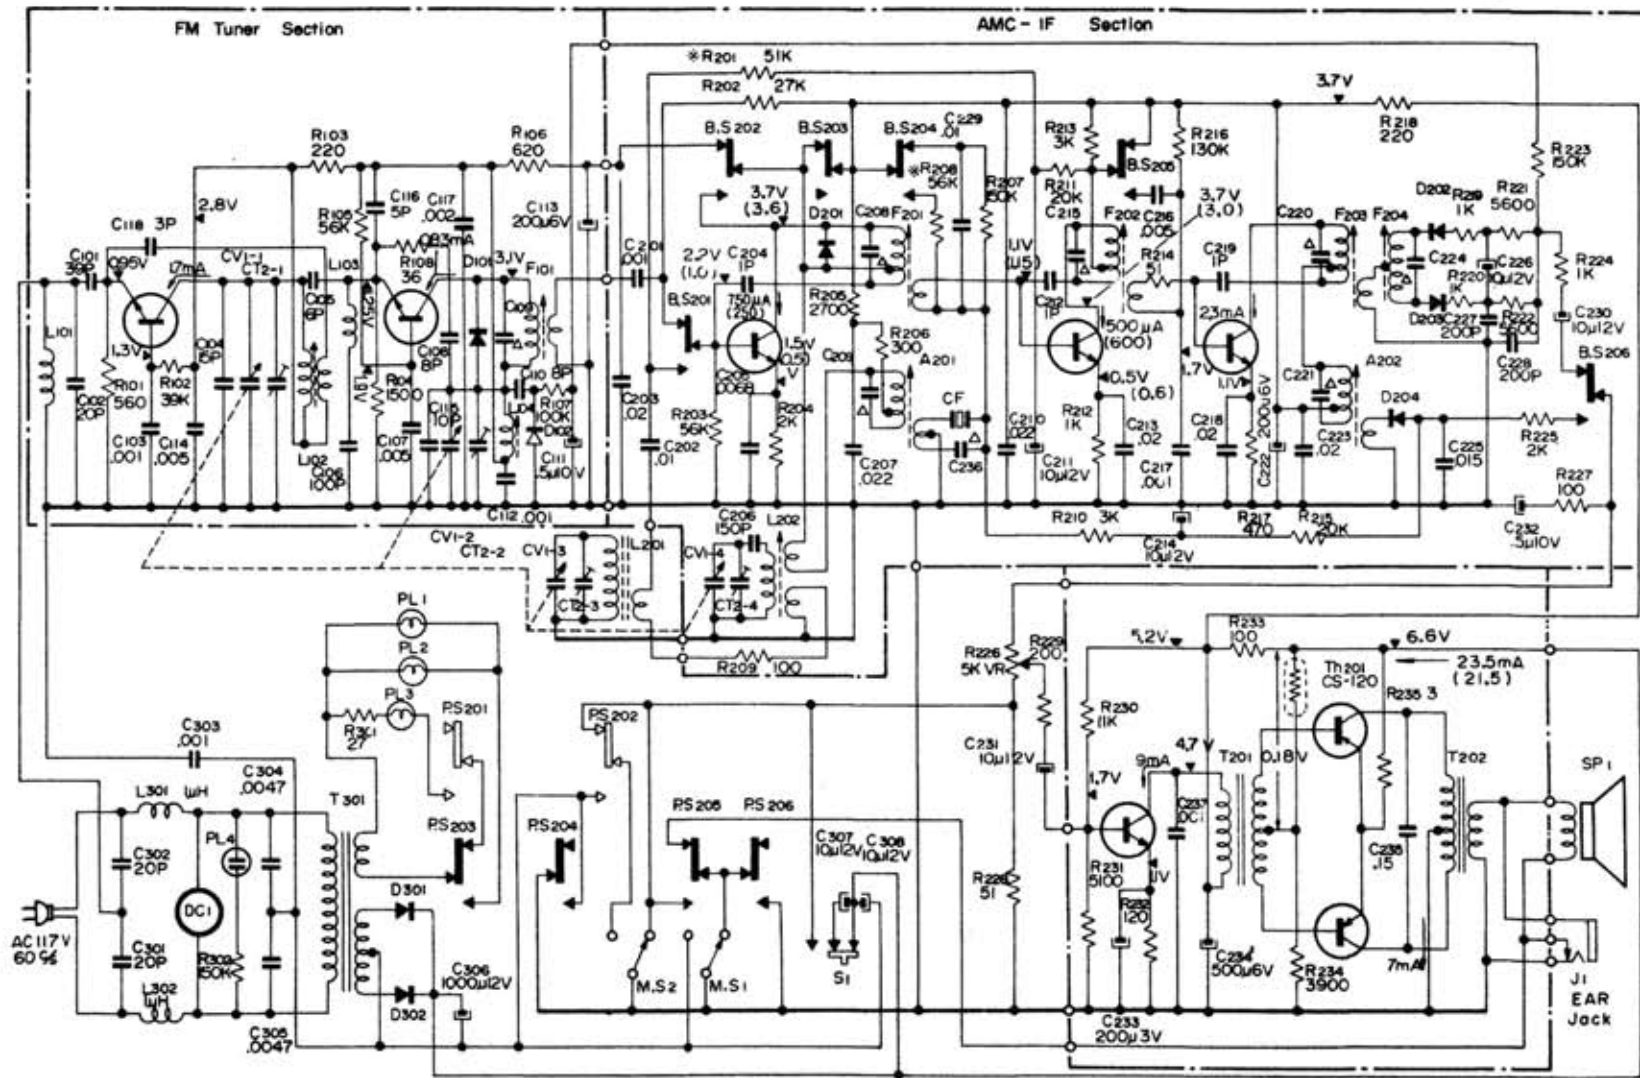 FM Tuner Section
AMC-IF Section
※R201 51K
R202 27K
3.7V
R218
220
R103
220
R106
620
B.S202
B.S203
B.S204
C229
.01
R213
3K
B.S205
R216
130K
R223
150K
C118 3P
2.8V
R105
56K
C116
5P
C117
.002
C113
200μ6V
3.7V
(3.6)
※R208
56K
R207
R211
20K
3.7V
(3.0)
D202
R219
1K
R221
5600
C101
39P
.095V
1.7mA
CV1-1
CT2-1
L103
R108
36
D101
3.1V
F101
C201
.001
2.2V
(1.0)
C204
1P
D201
C208
F201
C215
F202
C216
.005
C220
F203
F204
C224
C226
10μ12V
R224
1K
C105
6P
C109
B.S201
750μA
(250)
R205
2700
C212
1P
R214
51
C219
1P
R220
1K
D203
C227
200P
R222
5600
C230
10μ12V
L101
1.3V
C104
15P
C108
8P
C110 8P
R206
300
A201
500μA
(600)
2.3mA
A202
C228
200P
B.S206
C102
20P
R101
560
R102
39K
R104
1500
C115
10P
L104
R107
100K
D102
C203
.02
C205
.0068
1.5V
(0.5)
V
C209
CF
0.5V
(0.6)
1.7V
1.1V
C221
D204
C103
.001
C114
.005
L102
C106
100P
C107
.005
C111
.5μ10V
C202
.01
R203
56K
R204
2K
C207
.022
C236
C210
.022
C211
10μ12V
R212
1K
C213
.02
C217
C218
.02
C222
200μ6V
C223
.02
C225
.015
R225
2K
R227
100
C112 .001
CV1-2
CT2-2
CV1-3
L201
C206
150P
L202
CV1-4
R210 3K
C214
10μ12V
R217
470
R215
20K
C232
.5μ10V
CT2-3
CT2-4
R209 100
PL1
PL2
PL3
R301
27
P.S201
P.S202
R226
5K VR
R229
200
5.2V
R233
100
6.6V
Th201
CS-120
23.5mA
(21.5)
R235 3
C303
.001
R230
11K
C231
10μ12V
1.7V
9mA
4.7V
T201
0.18V
T202
SP1
L301 1μH
C304
.0047
T301
P.S203
P.S204
P.S205
P.S206
C237
C302
20P
PL4
C307
10μ12V
C308
10μ12V
R228
51
R231
5100
1V
C235
.15
DC1
D301
R232
120
AC 117V
60
C301
20P
R302
150K
C306
1000μ12V
M.S2
M.S1
S1
C234
500μ6V
R234
3900
7mA
L302
1μH
D302
C305
.0047
C233
200μ3V
J1
EAR
Jack